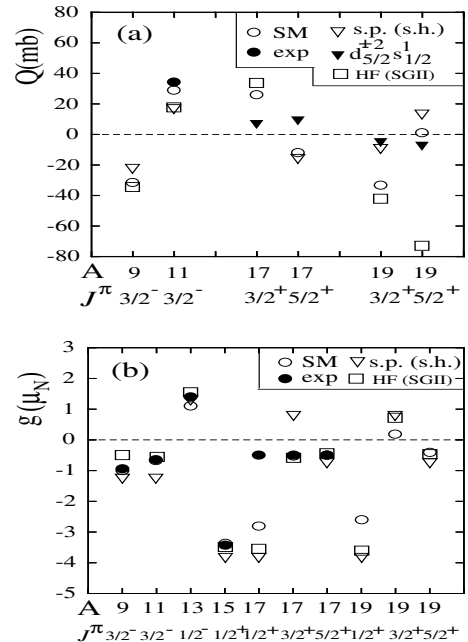 80
(a)
○ SM ▽ s.p. (s.h.)
● exp ▼ d_{5/2}^{±2} s_{1/2}^{1}
□ HF (SGII)
60
40
20
0
-20
-40
-60
-80
Q(mb)
A 9 11 17 17 19 19
J^π 3/2⁻ 3/2⁻ 3/2⁺ 5/2⁺ 3/2⁺ 5/2⁺
3
(b)
○ SM ▽ s.p. (s.h.)
● exp □ HF (SGII)
2
1
0
-1
-2
-3
-4
-5
g (μ_N)
A 9 11 13 15 17 17 17 19 19 19
J^π 3/2⁻ 3/2⁻ 1/2⁻ 1/2⁺ 1/2⁺ 3/2⁺ 5/2⁺ 1/2⁺ 3/2⁺ 5/2⁺